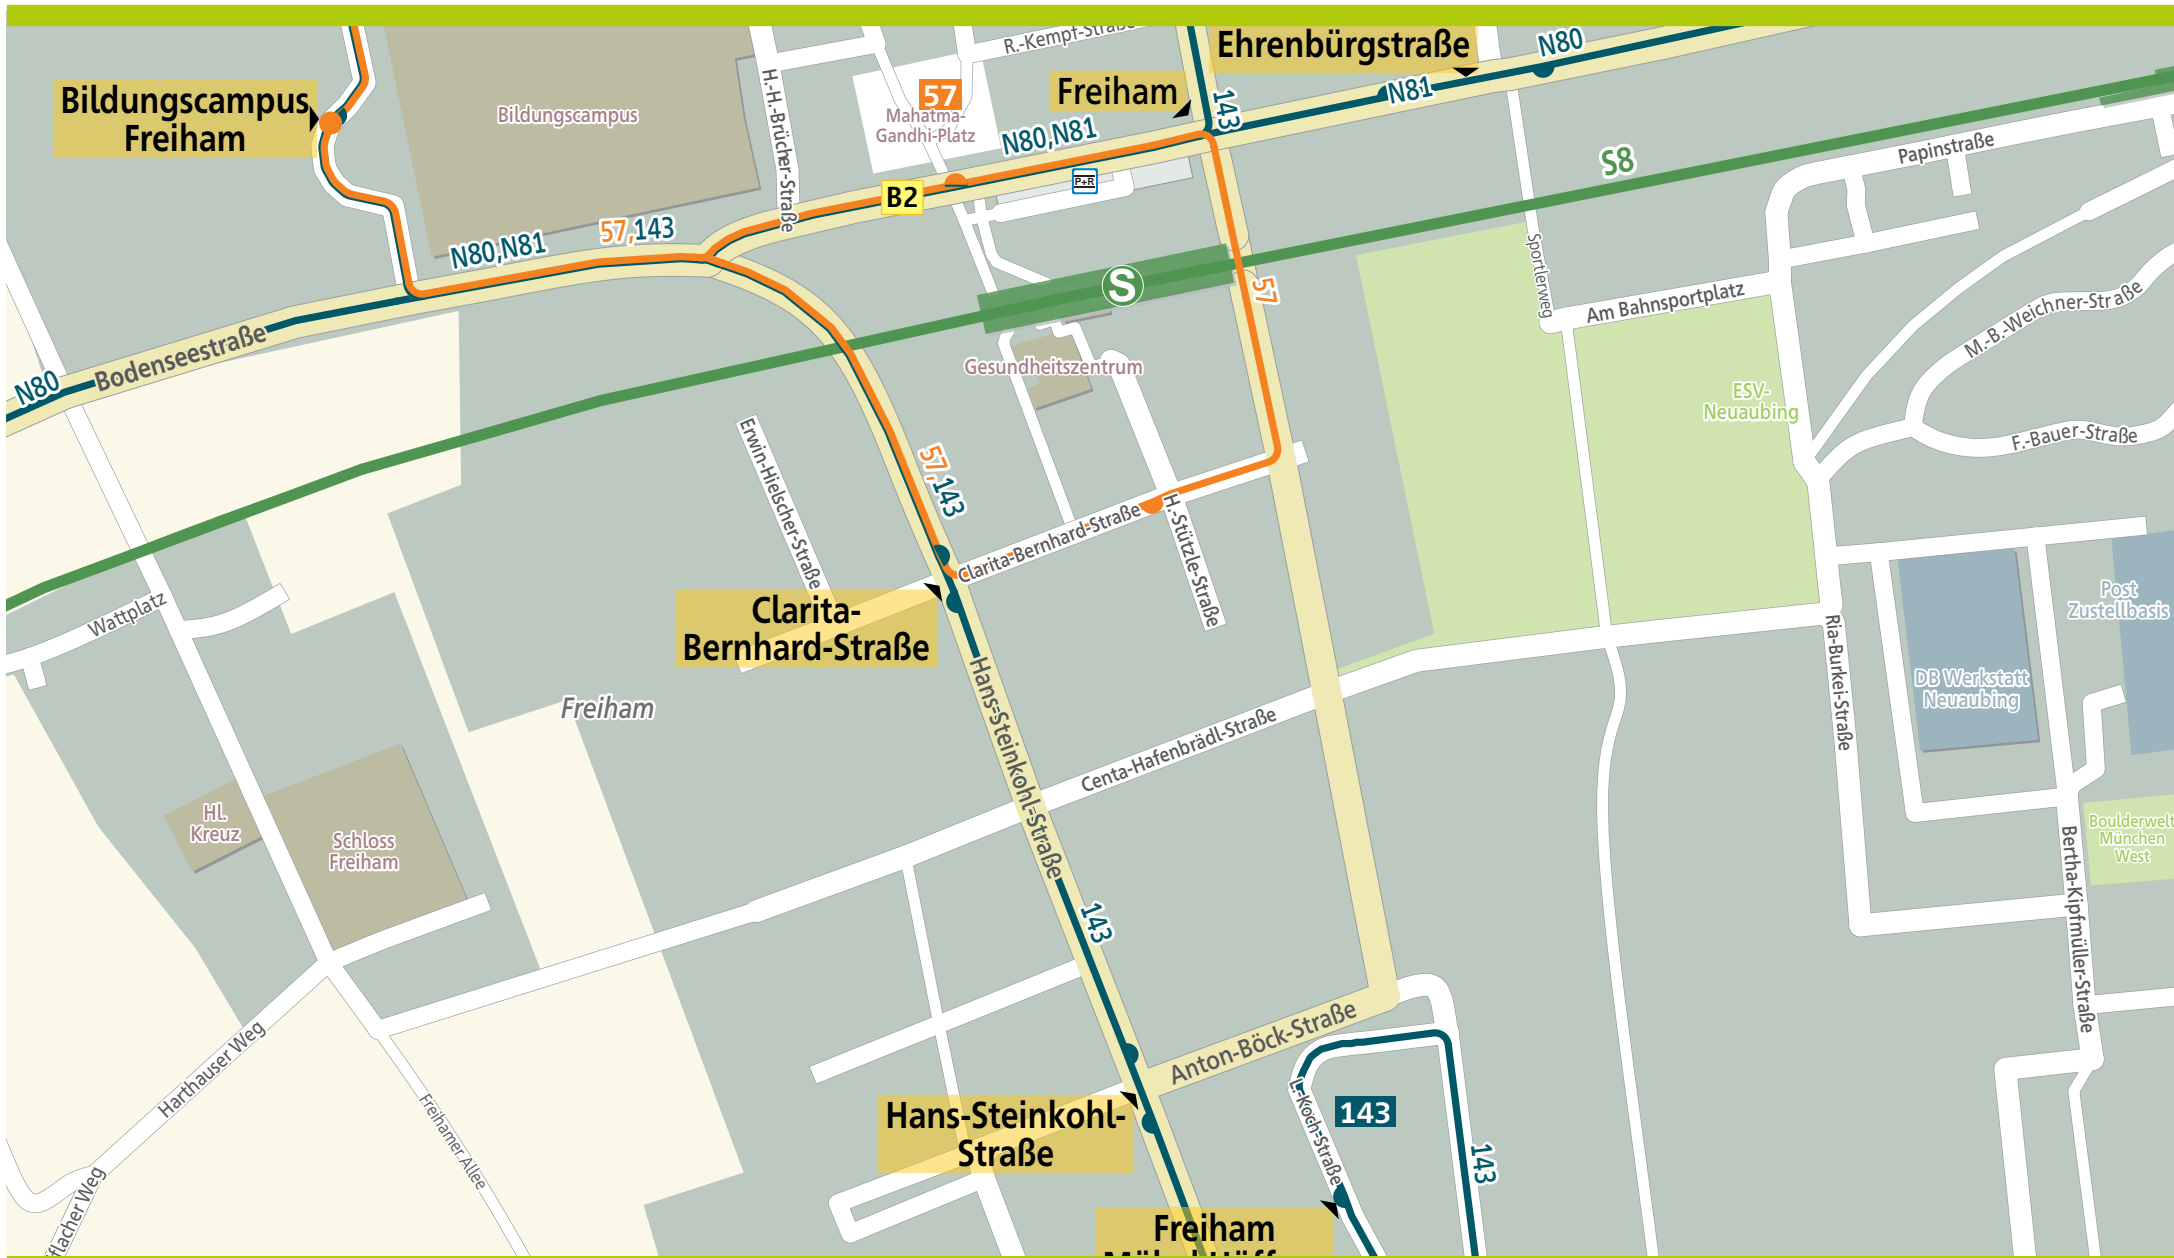 Ehrenbürgstraße
R.-Kempf-Straße
N80
Bildungscampus
Freiham
H.-H.-Brücher-Straße
Bildungscampus
57
Mahatma-
Gandhi-Platz
Freiham
143
N81
N80,N81
P+R
B2
S8
Papinstraße
N80,N81
57,143
S
57
Sportlerweg
Am Bahnsportplatz
M.-B.-Weichner-Straße
Bodenseestraße
N80
Gesundheitszentrum
ESV-
Neuaubing
F.-Bauer-Straße
Erwin-Hielscher-Straße
57,143
Clarita-Bernhard-Straße
H.-Stützle-Straße
Wattplatz
Clarita-
Bernhard-Straße
Post
Zustellbasis
Ria-Burkei-Straße
DB Werkstatt
Neuaubing
Freiham
Hans-Steinkohl-Straße
Centa-Hafenbrädl-Straße
Hl.
Kreuz
Schloss
Freiham
Boulderwelt
München
West
Bertha-Kipfmüller-Straße
143
Harthauser Weg
Anton-Böck-Straße
Freihamer Allee
L.-Koch-Straße
143
Hans-Steinkohl-
Straße
143
flacher Weg
Freiham